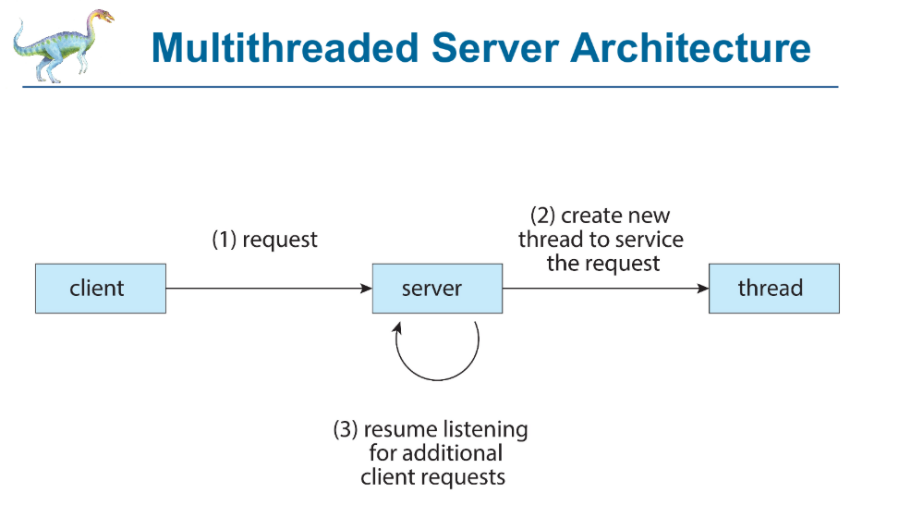 Multithreaded Server Architecture
(1) request
(2) create new
thread to service
the request
client
server
thread
(3) resume listening
for additional
client requests